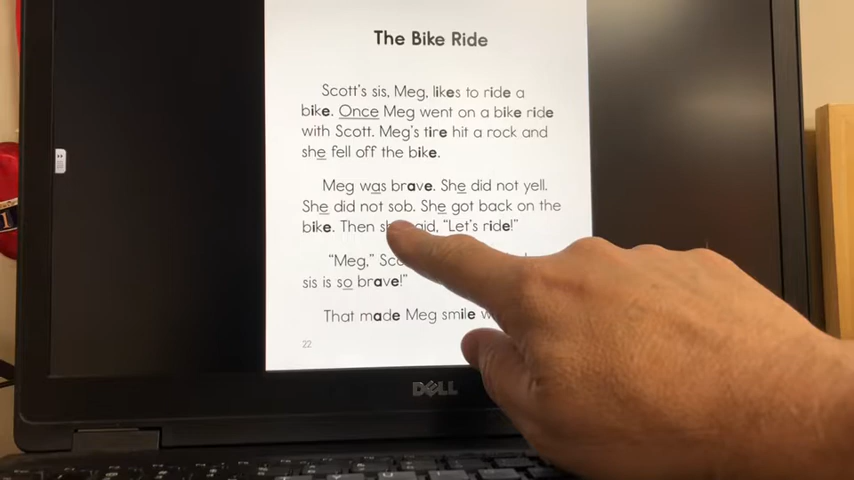 The Bike Ride
Scott's sis, Meg, likes to ride a
bike. Once Meg went on a bike ride
with Scott. Meg's tire hit a rock and
she fell off the bike.
Meg was brave. She did not yell.
She did not sob. She got back on the
bike. Then "Let's ride!"
"Meg,"
sis is so brave!"
That made Meg smile
22
DELL